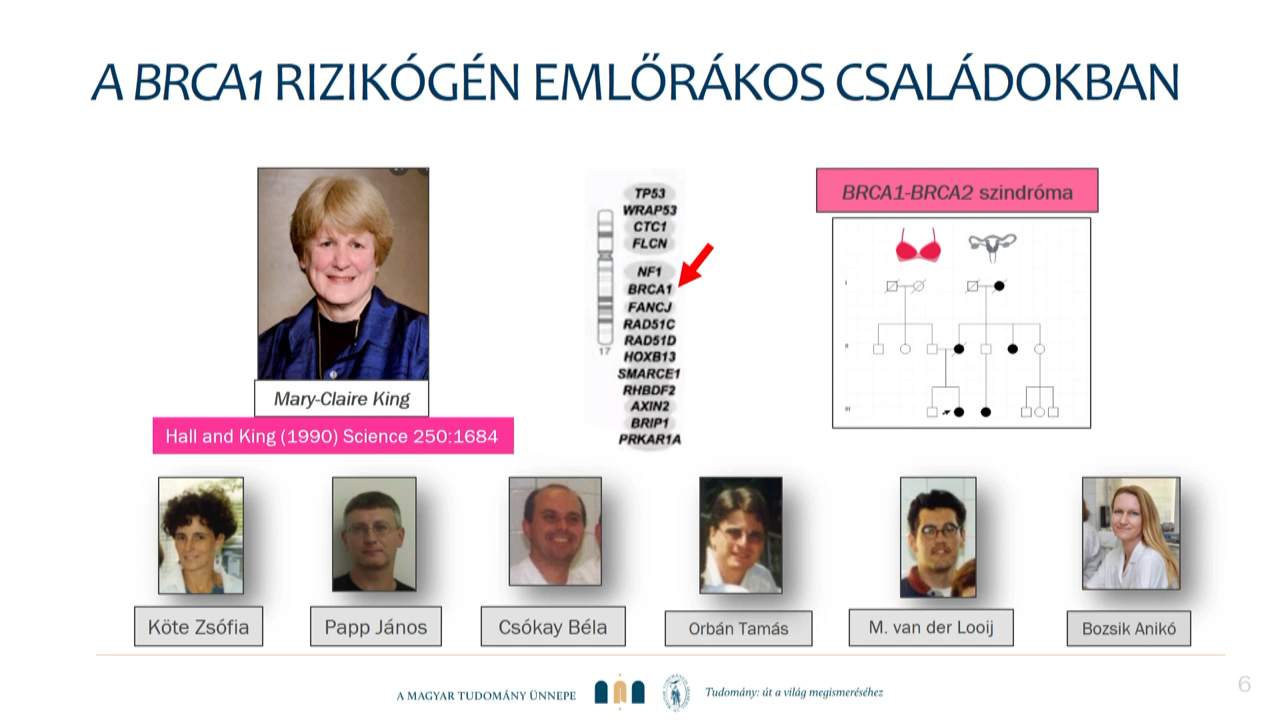 A BRCA1 RIZIKÓGÉN EMLŐRÁKOS CSALÁDOKBAN
Mary-Claire King
Hall and King (1990) Science 250:1684
TP53
WRAP53
CTC1
FLCN
NF1
BRCA1
FANCJ
RAD51C
RAD51D
HOXB13
SMARCE1
RHBDF2
AXIN2
BRIP1
PRKAR1A
17
BRCA1-BRCA2 szindróma
I
II
III
Köte Zsófia
Papp János
Csókay Béla
Orbán Tamás
M. van der Looij
Bozsik Anikó
A MAGYAR TUDOMÁNY ÜNNEPE
Tudomány: út a világ megismeréséhez
6